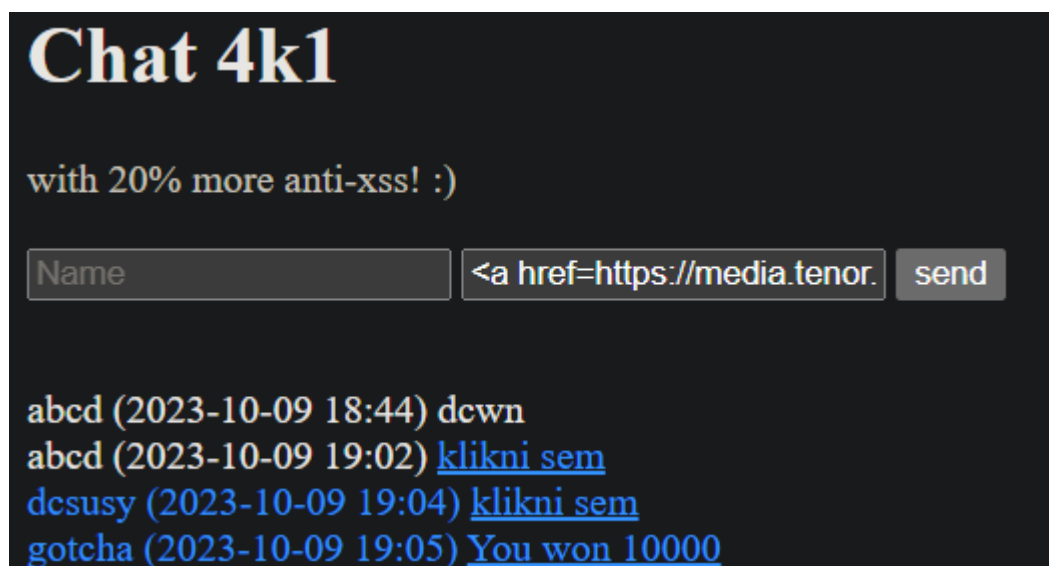 Chat 4k1
with 20% more anti-xss! :)
Name <a href=https://media.tenor. send
abcd (2023-10-09 18:44) dcwn
abcd (2023-10-09 19:02) klikni sem
dcsusy (2023-10-09 19:04) klikni sem
gotcha (2023-10-09 19:05) You won 10000